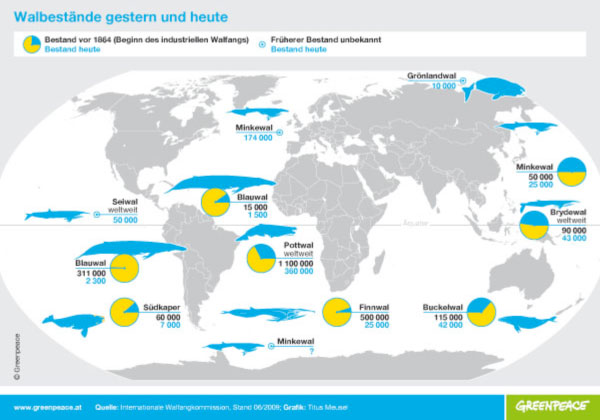 Walbestände gestern und heute
Bestand vor 1864 (Beginn des industriellen Walfangs)
Bestand heute
Früherer Bestand unbekannt
Bestand heute
Grönlandwal
10 000
Minkewal
174 000
Minkewal
50 000
25 000
Seiwal
weltweit
50 000
Blauwal
15 000
1 500
Brydewal
weltweit
90 000
43 000
Äquator
Blauwal
311 000
2 300
Pottwal
weltweit
1 100 000
360 000
Südkaper
60 000
7 000
Finnwal
500 000
25 000
Buckelwal
115 000
42 000
Minkewal
?
© Greenpeace
www.greenpeace.at
Quelle: Internationale Walfangkommission, Stand 06/2009; Grafik: Titus Meusel
GREENPEACE